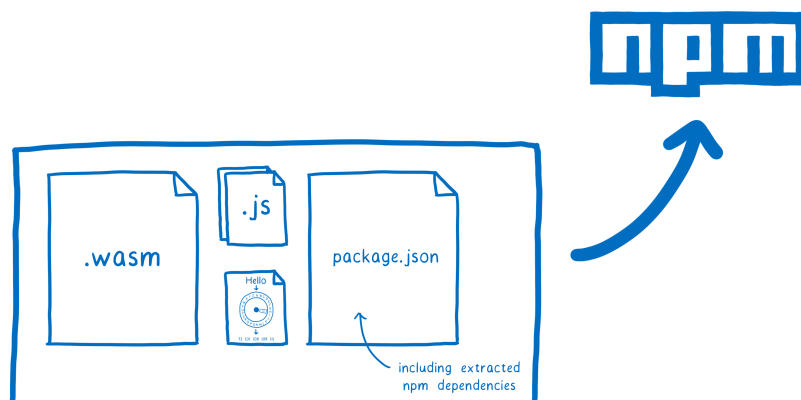 npm
.wasm
.js
package.json
Hello
including extracted
npm dependencies